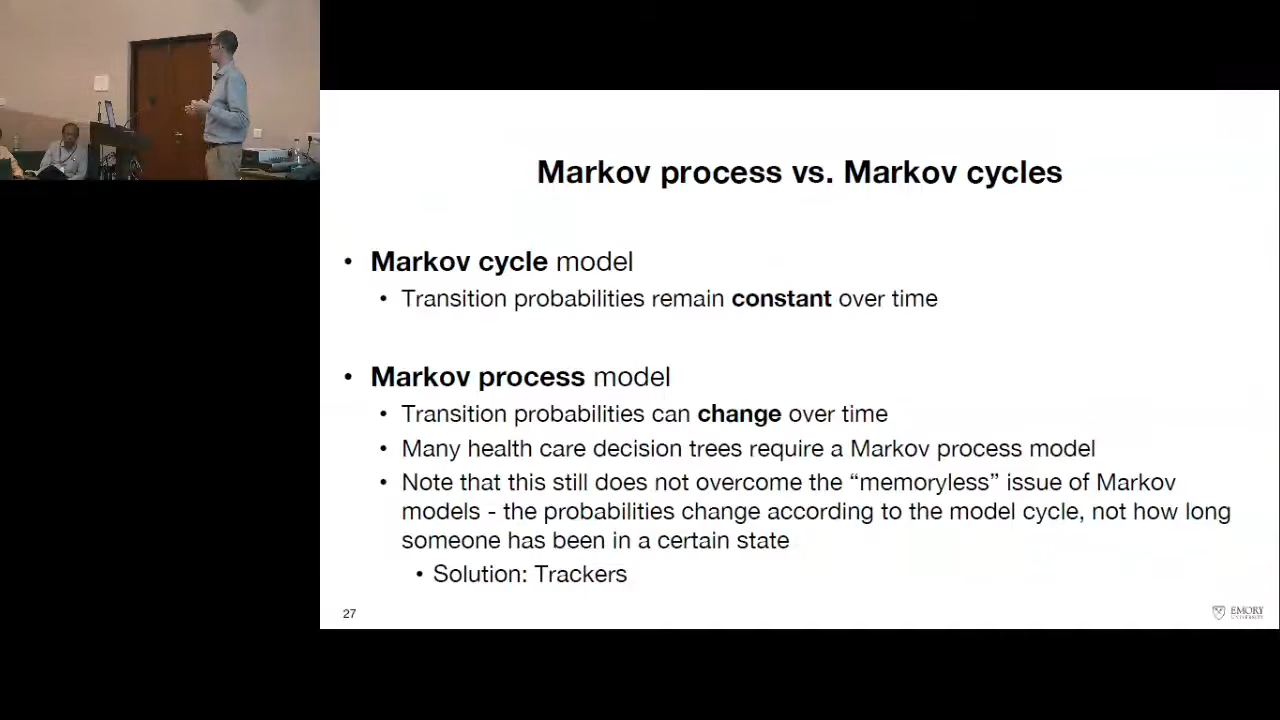 Markov process vs. Markov cycles
• Markov cycle model
• Transition probabilities remain constant over time
• Markov process model
• Transition probabilities can change over time
• Many health care decision trees require a Markov process model
• Note that this still does not overcome the “memoryless” issue of Markov
models - the probabilities change according to the model cycle, not how long
someone has been in a certain state
• Solution: Trackers
27
EMORY
UNIVERSITY